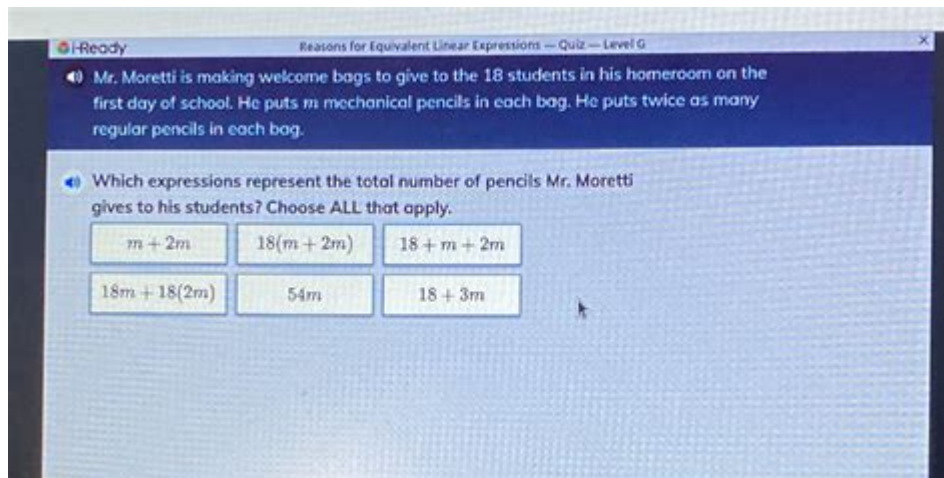 i-Ready
Reasons for Equivalent Linear Expressions — Quiz — Level G
X
Mr. Moretti is making welcome bags to give to the 18 students in his homeroom on the
first day of school. He puts m mechanical pencils in each bag. He puts twice as many
regular pencils in each bag.
Which expressions represent the total number of pencils Mr. Moretti
gives to his students? Choose ALL that apply.
m + 2m
18(m + 2m)
18 + m + 2m
18m + 18(2m)
54m
18 + 3m